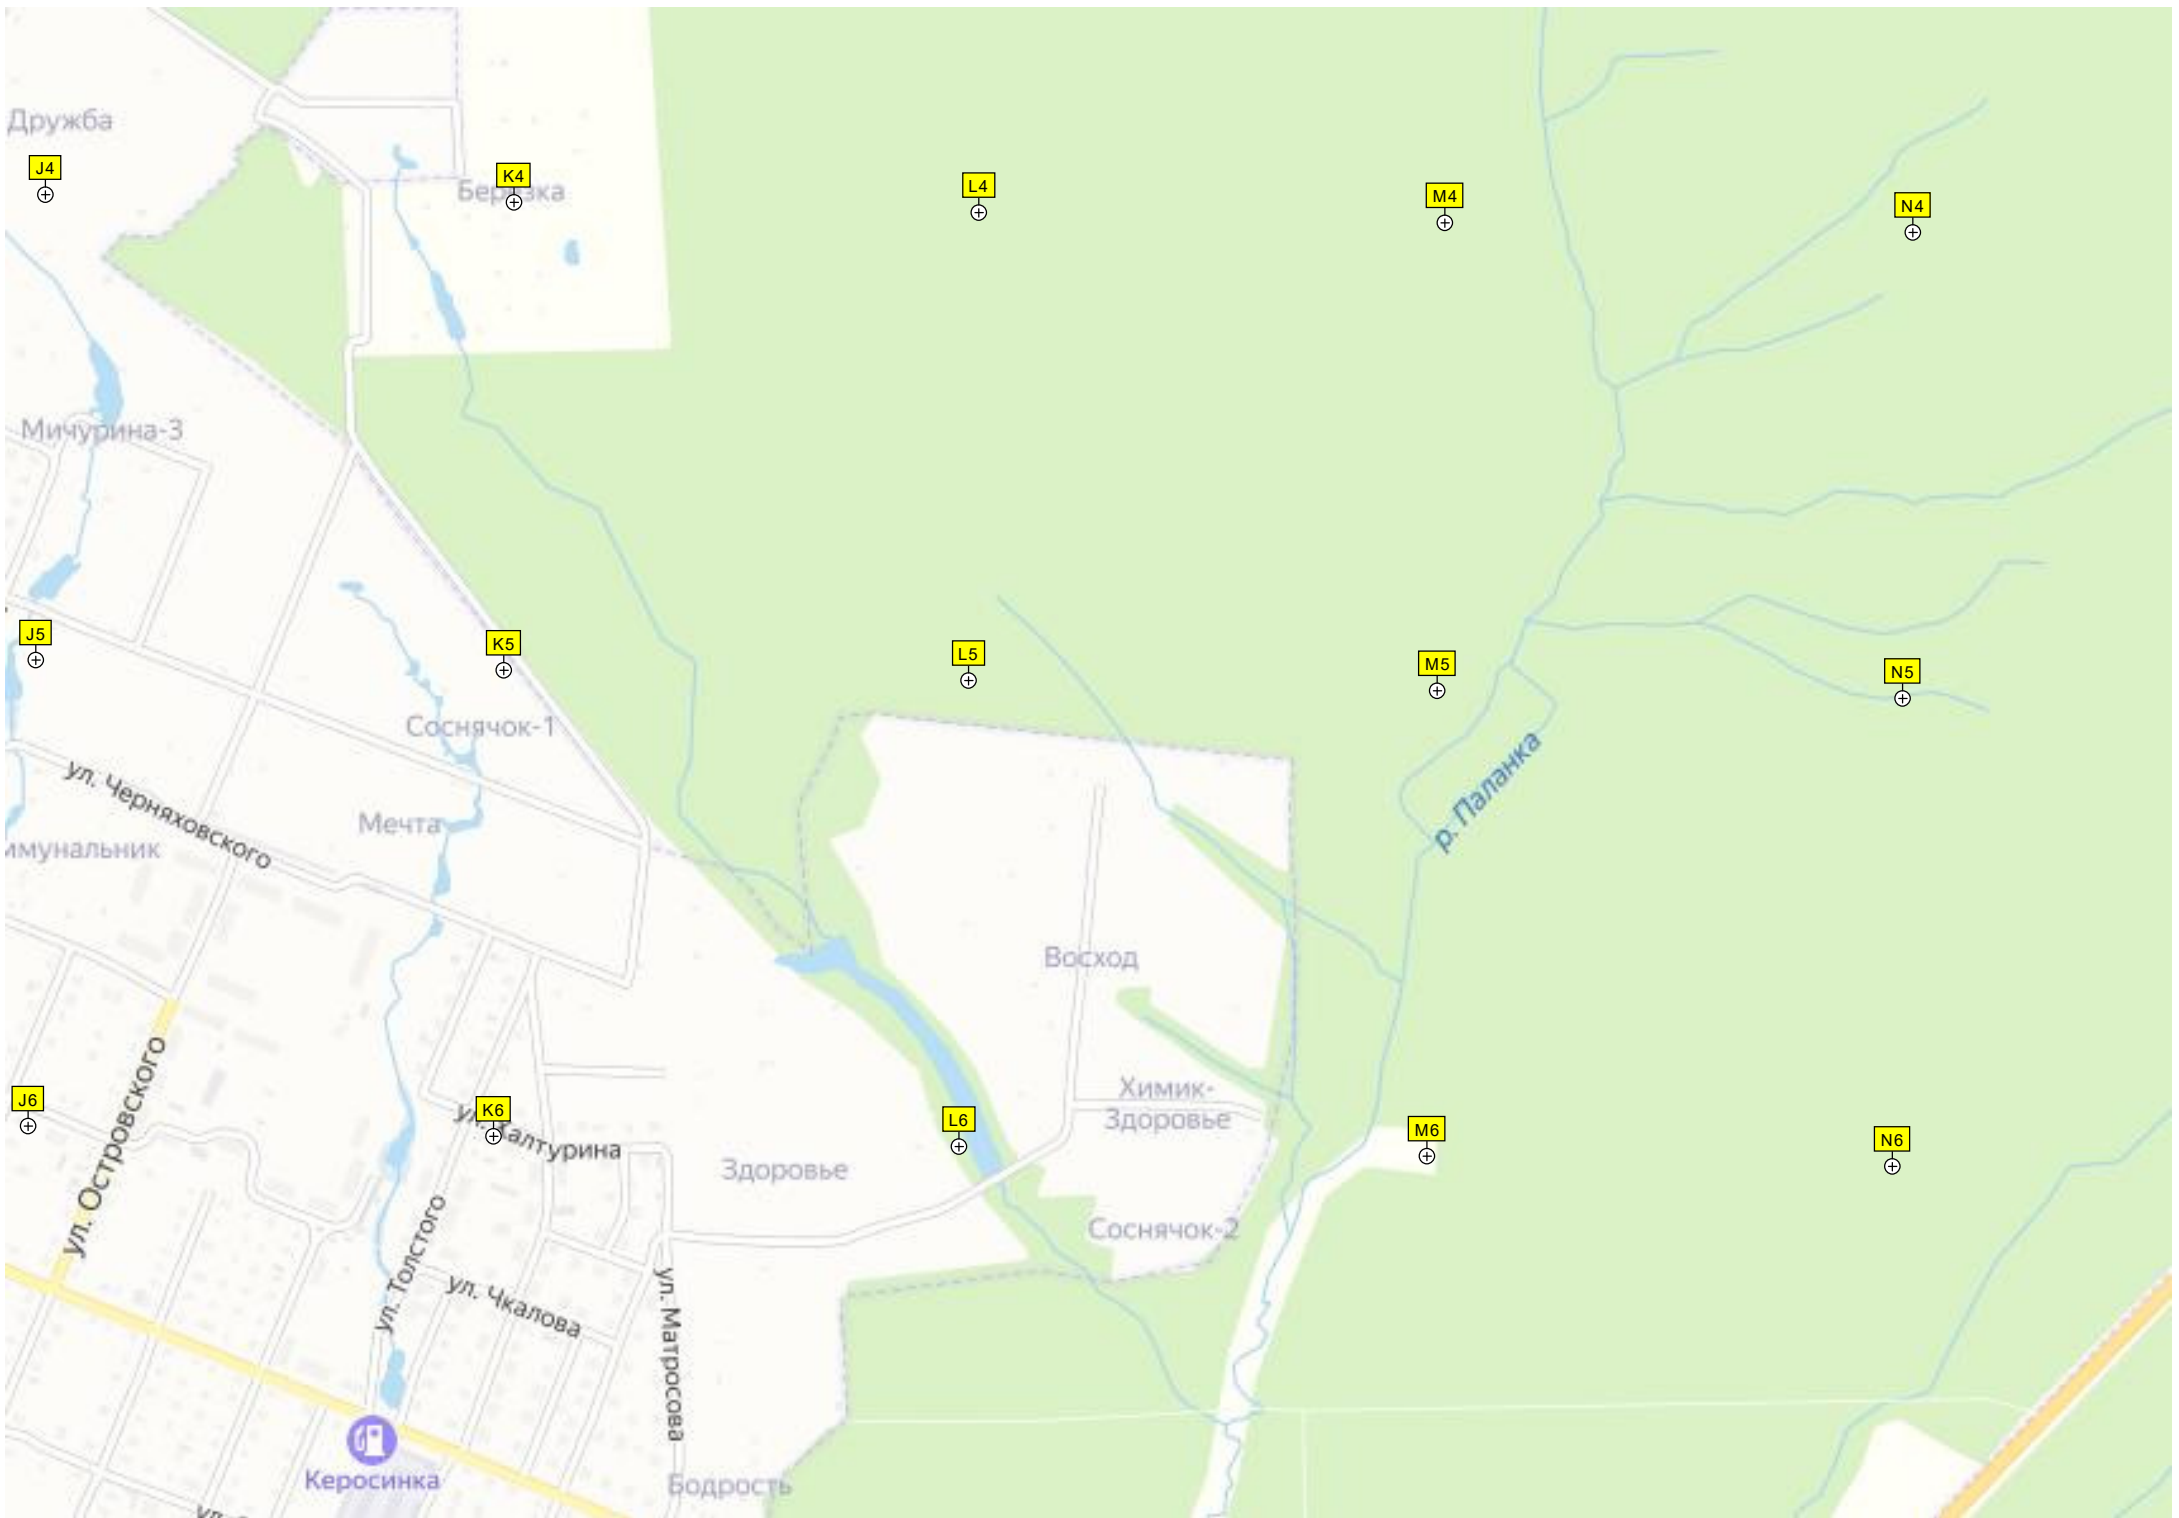 Дружба
J4
K4
Березка
L4
M4
N4
Мичурина-3
J5
K5
L5
M5
N5
Соснячок-1
ул. Черняховского
Мечта
р. Паланка
ммунальник
Восход
ул. Островского
J6
K6
ул. Халтурина
L6
Химик-
Здоровье
M6
N6
Здоровье
ул. Толстого
Соснячок-2
ул. Чкалова
ул. Матросова
Керосинка
Бодрость
ул.